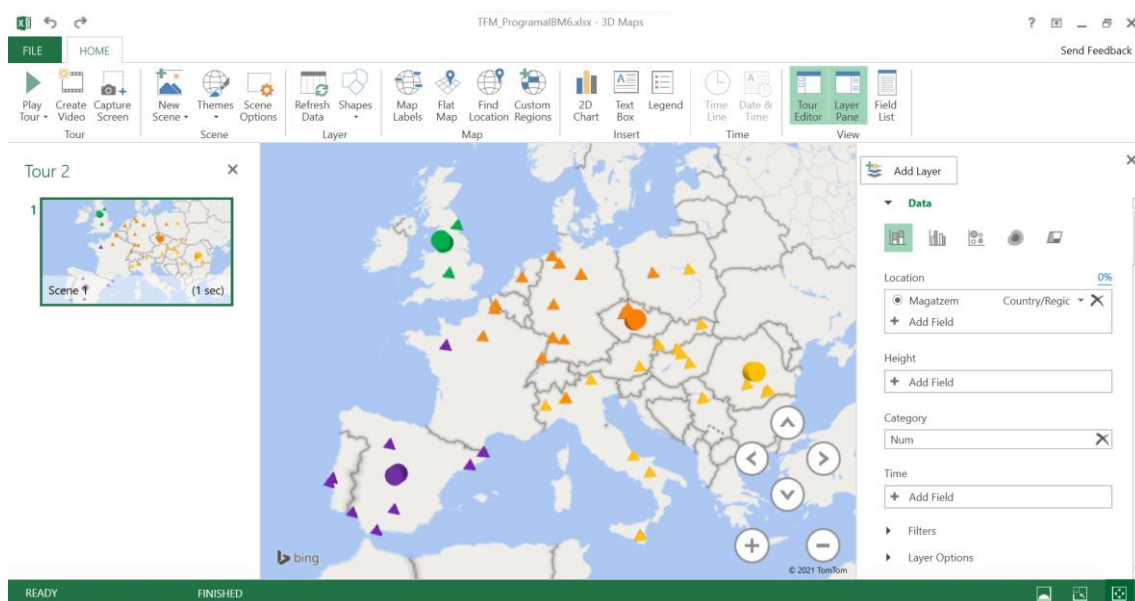 TFM_ProgramaIBM6.xlsx - 3D Maps
?
FILE HOME Send Feedback
Play Tour Create Video Capture Screen New Scene Themes Scene Options Refresh Data Shapes Map Labels Flat Map Find Location Custom Regions 2D Chart Text Box Legend Time Line Date & Time Tour Editor Layer Pane Field List
Tour Scene Layer Map Insert Time View
Tour 2
1
Scene 1 (1 sec)
bing
© 2021 TomTom
Add Layer
Data
Location 0%
Magatzem Country/Regic
+ Add Field
Height
+ Add Field
Category
Num
Time
+ Add Field
Filters
Layer Options
READY FINISHED